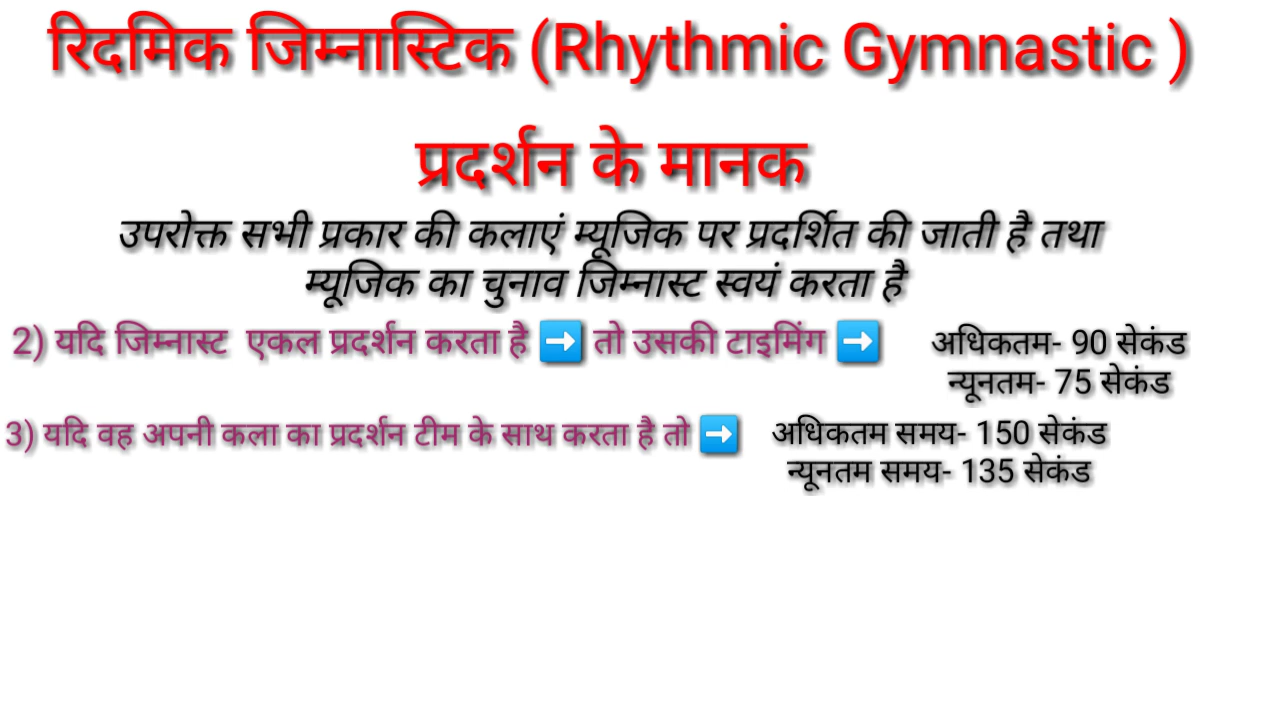 रिदमिक जिम्नास्टिक (Rhythmic Gymnastic )
प्रदर्शन के मानक
उपरोक्त सभी प्रकार की कलाएं म्यूजिक पर प्रदर्शित की जाती है तथा
म्यूजिक का चुनाव जिम्नास्ट स्वयं करता है
2) यदि जिम्नास्ट एकल प्रदर्शन करता है ➡ तो उसकी टाइमिंग ➡ अधिकतम- 90 सेकंड
न्यूनतम- 75 सेकंड
3) यदि वह अपनी कला का प्रदर्शन टीम के साथ करता है तो ➡ अधिकतम समय- 150 सेकंड
न्यूनतम समय- 135 सेकंड